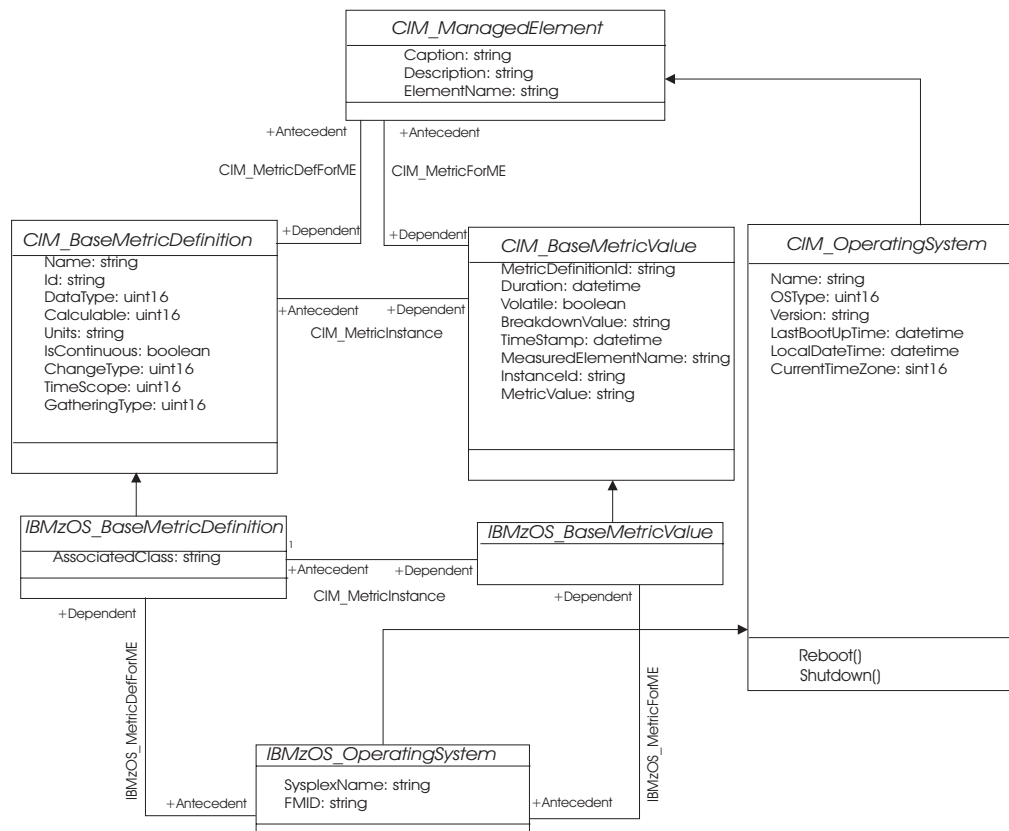 CIM_ManagedElement
Caption: string
Description: string
ElementName: string
+Antecedent
+Antecedent
CIM_MetricDefForME
CIM_MetricForME
+Dependent
+Dependent
CIM_BaseMetricDefinition
Name: string
Id: string
DataType: uint16
Calculable: uint16
Units: string
IsContinuous: boolean
ChangeType: uint16
TimeScope: uint16
GatheringType: uint16
+Antecedent
+Dependent
CIM_MetricInstance
CIM_BaseMetricValue
MetricDefinitionId: string
Duration: datetime
Volatile: boolean
BreakdownValue: string
TimeStamp: datetime
MeasuredElementName: string
InstanceId: string
MetricValue: string
CIM_OperatingSystem
Name: string
OSType: uint16
Version: string
LastBootUpTime: datetime
LocalDateTime: datetime
CurrentTimeZone: sint16
Reboot()
Shutdown()
IBMzOS_BaseMetricDefinition
AssociatedClass: string
1
+Antecedent
+Dependent
CIM_MetricInstance
IBMzOS_BaseMetricValue
+Dependent
+Dependent
IBMzOS_MetricDefForME
IBMzOS_MetricForME
+Antecedent
+Antecedent
IBMzOS_OperatingSystem
SysplexName: string
FMID: string